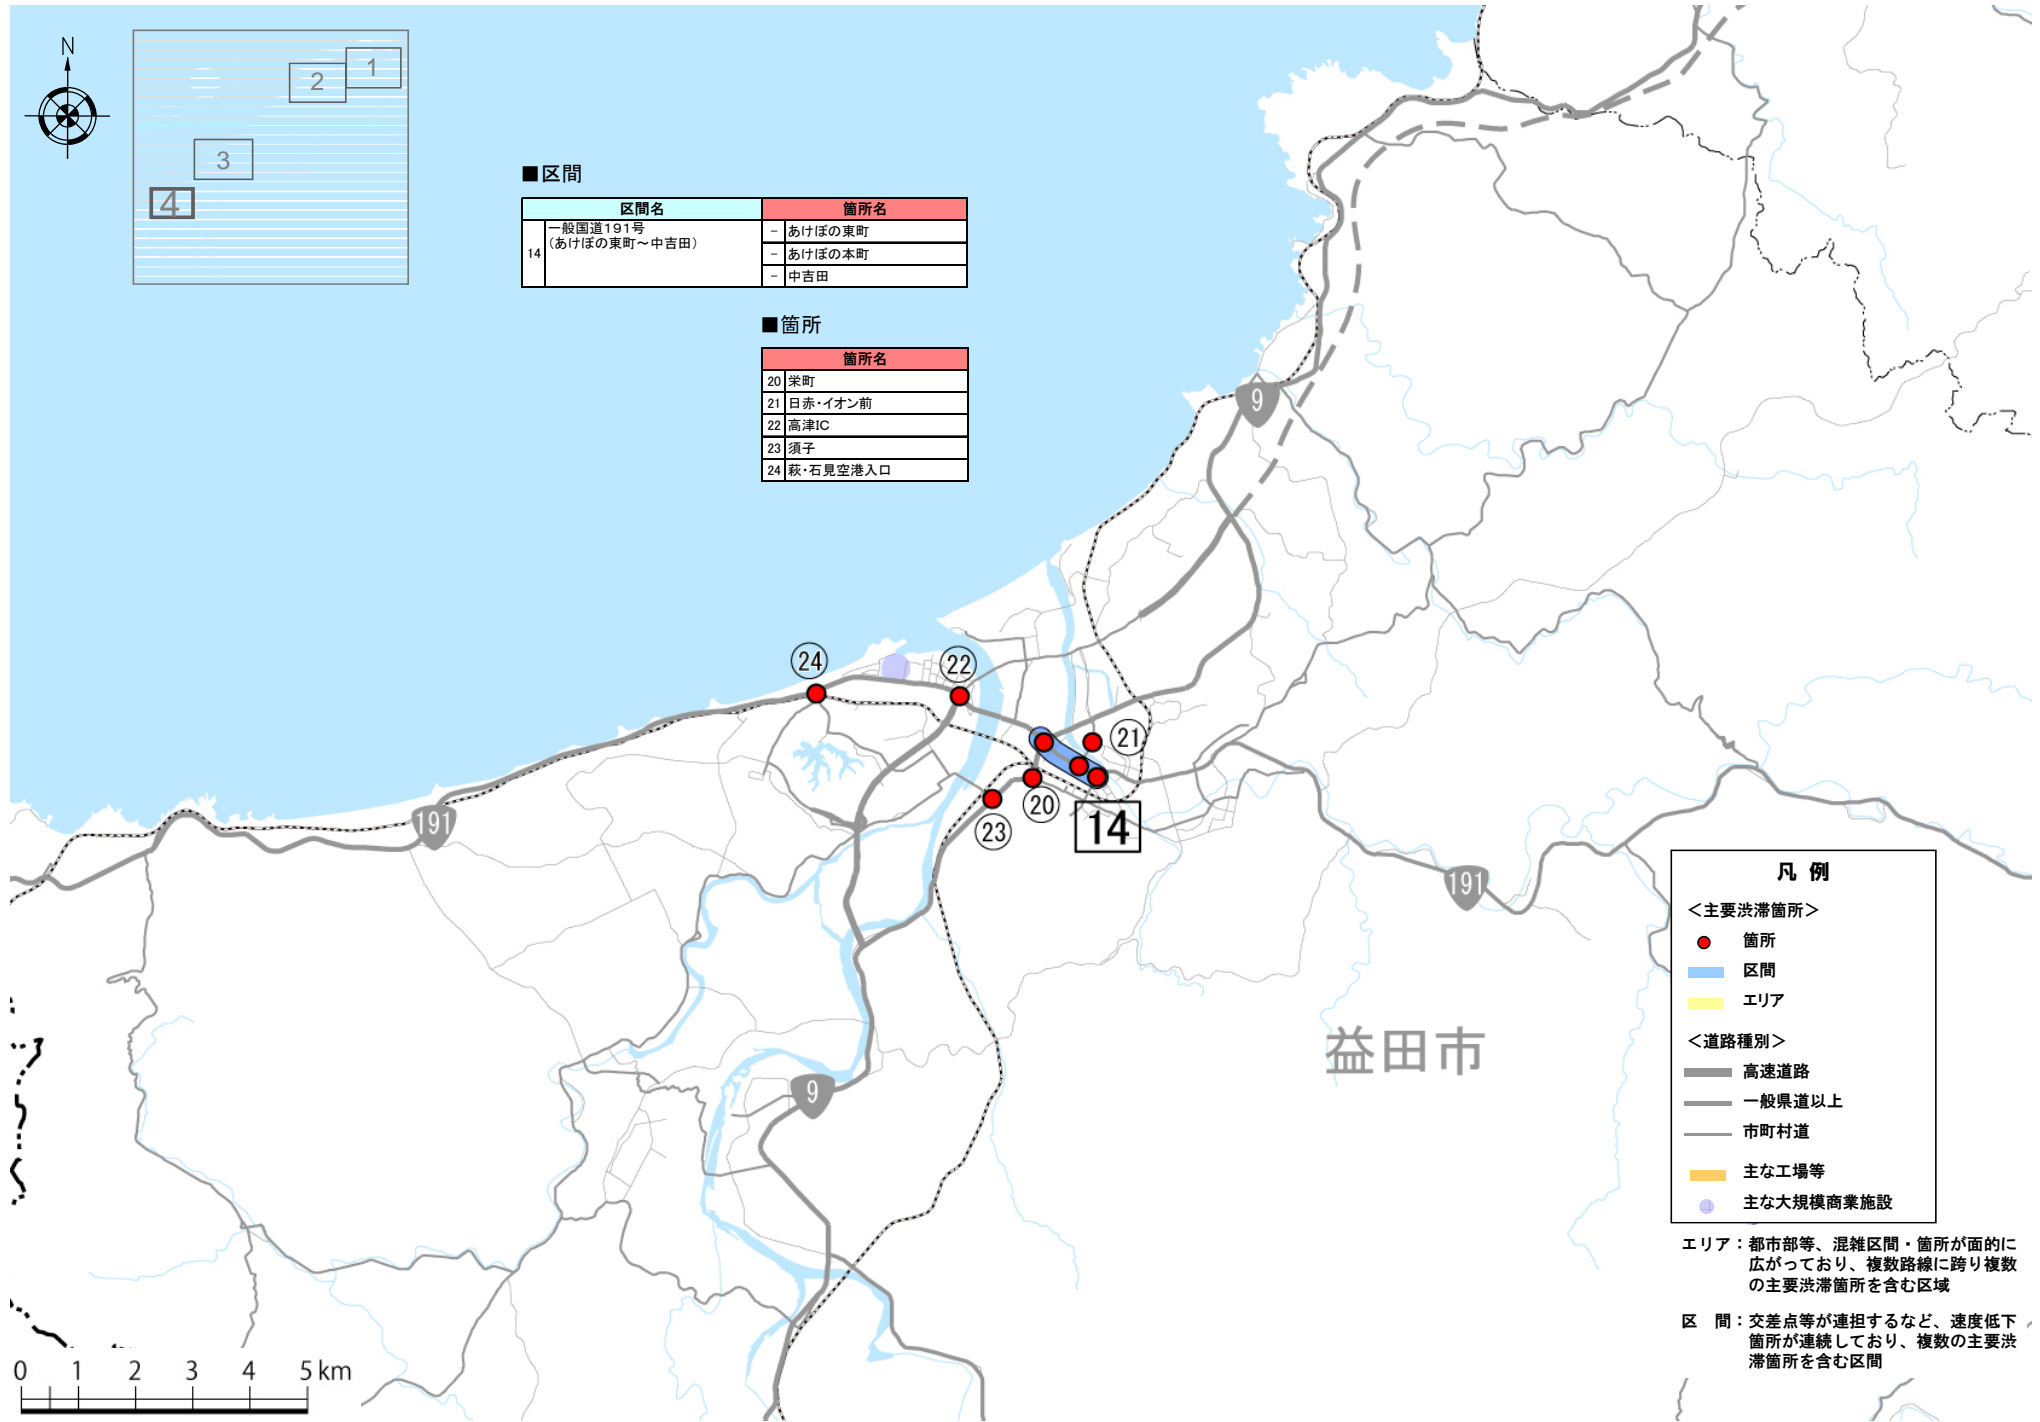 N
1
2
3
4
■区間
区間名
箇所名
14
一般国道191号
(あけぼの東町～中吉田)
－ あけぼの東町
－ あけぼの本町
－ 中吉田
■箇所
箇所名
20 栄町
21 日赤・イオン前
22 高津IC
23 須子
24 萩・石見空港入口
9
24
22
21
20
23
14
191
191
益田市
9
凡 例
＜主要渋滞箇所＞
箇所
区間
エリア
＜道路種別＞
高速道路
一般県道以上
市町村道
主な工場等
主な大規模商業施設
エリア：都市部等、混雑区間・箇所が面的に
広がっており、複数路線に跨り複数
の主要渋滞箇所を含む区域
区 間：交差点等が連担するなど、速度低下
箇所が連続しており、複数の主要渋
滞箇所を含む区間
0 1 2 3 4 5 km